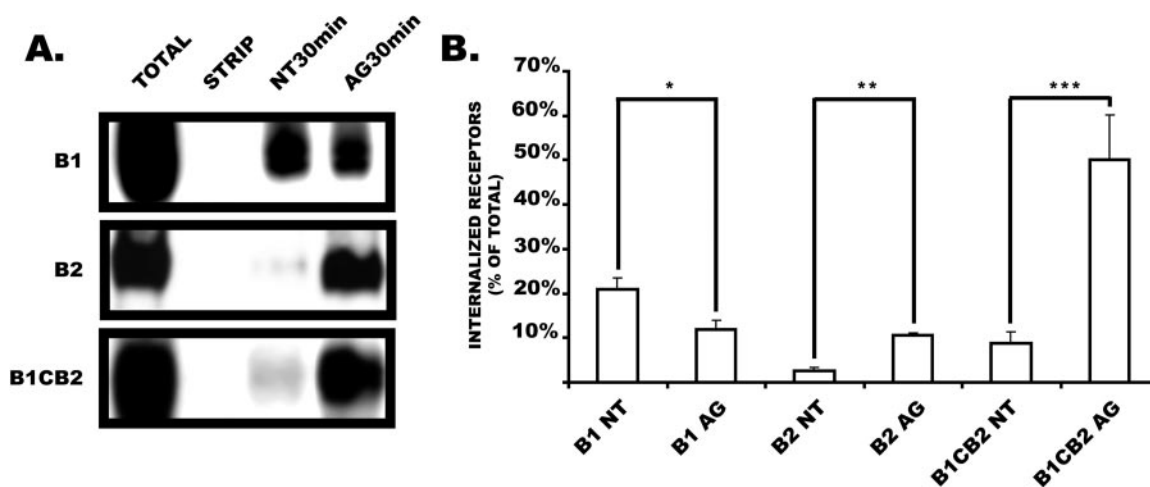 A.
TOTAL
STRIP
NT30min
AG30min
B1
B2
B1CB2
B.
INTERNALIZED RECEPTORS
(% OF TOTAL)
70%
60%
50%
40%
30%
20%
10%
*
**
***
B1 NT
B1 AG
B2 NT
B2 AG
B1CB2 NT
B1CB2 AG